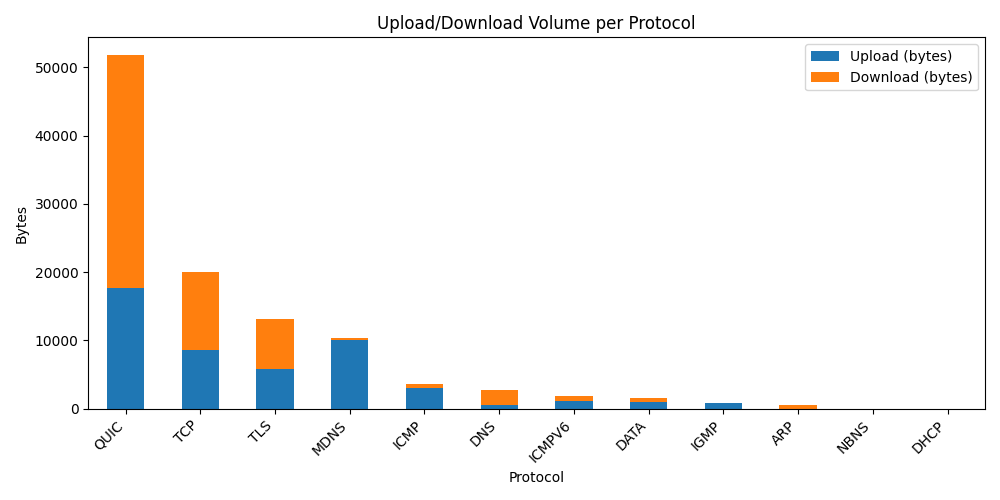 Upload/Download Volume per Protocol
Upload (bytes)
Download (bytes)
Bytes
50000
40000
30000
20000
10000
0
QUIC
TCP
TLS
MDNS
ICMP
DNS
ICMPV6
DATA
IGMP
ARP
NBNS
DHCP
Protocol